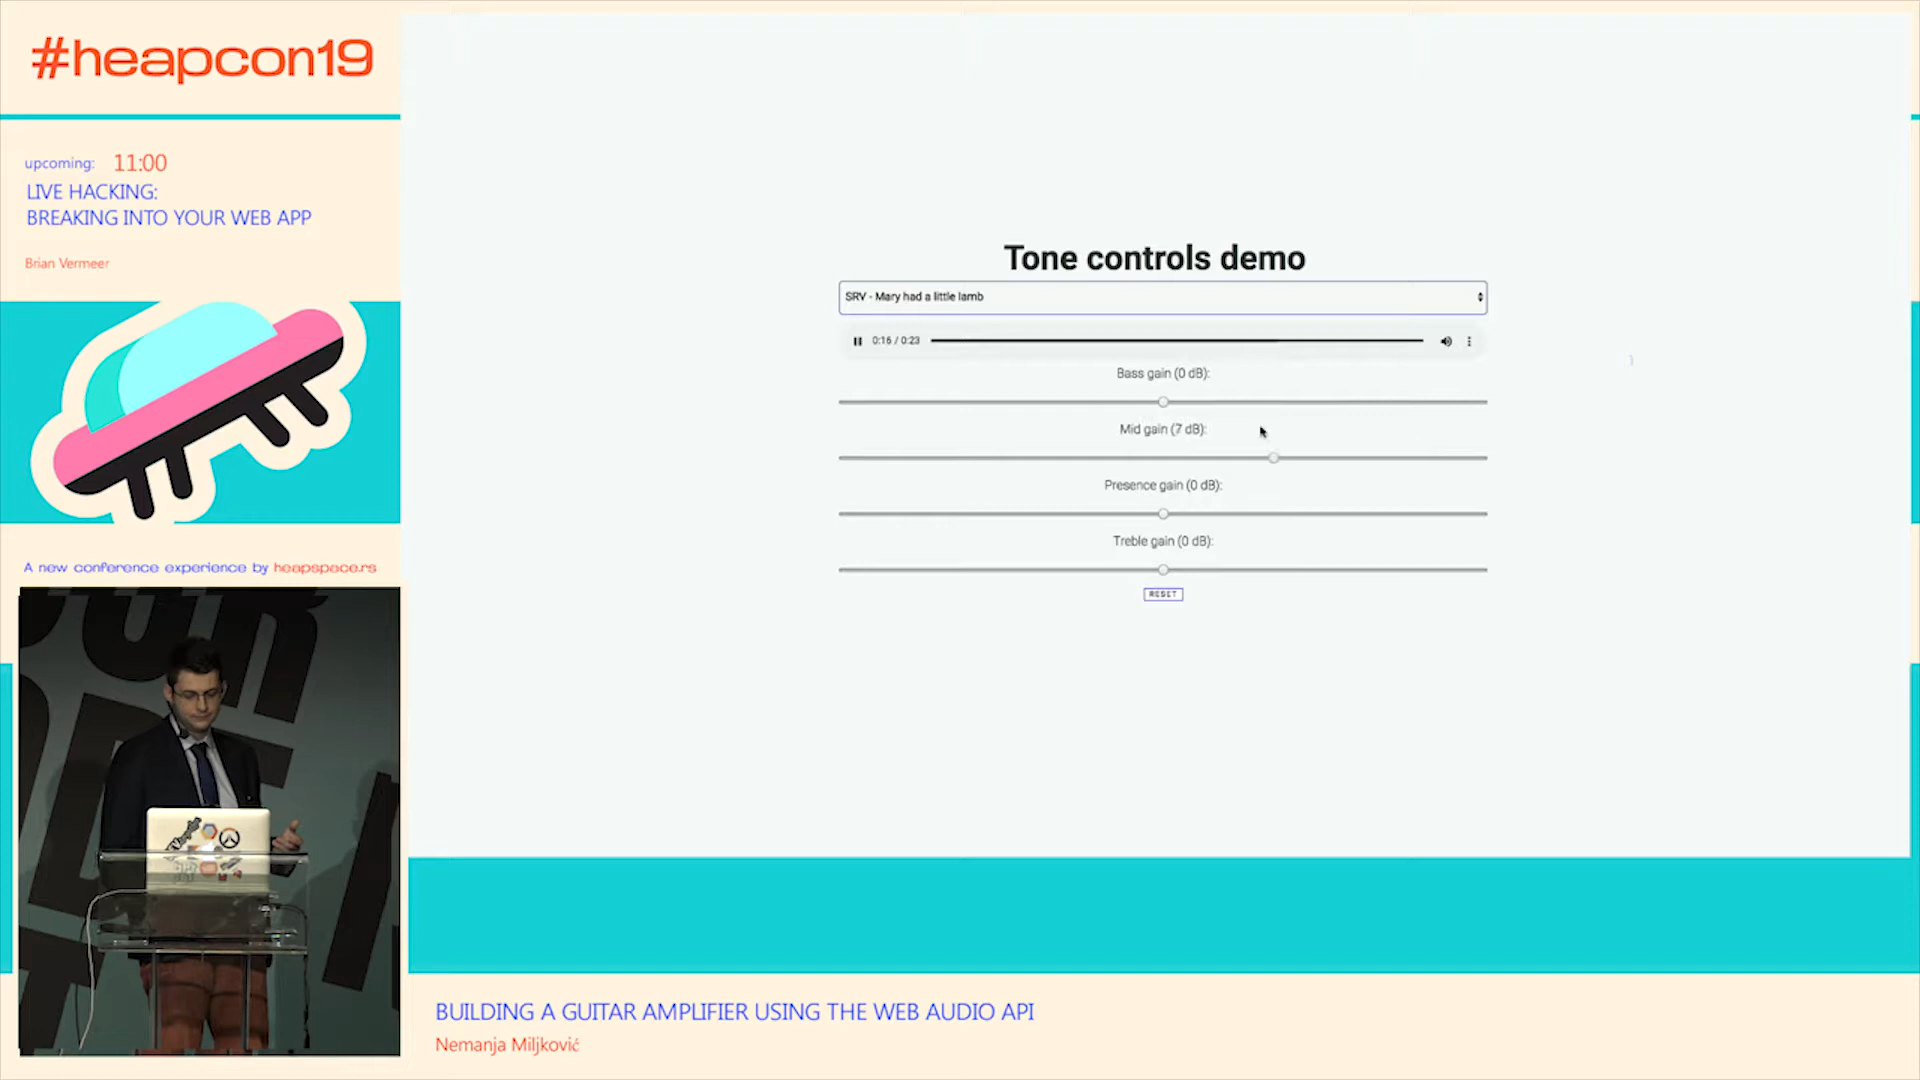 #heapcon19
upcoming: 11:00
LIVE HACKING:
BREAKING INTO YOUR WEB APP
Brian Vermeer
A new conference experience by heapspace.rs
Tone controls demo
SRV - Mary had a little lamb
0:16 / 0:23
Bass gain (0 dB):
Mid gain (7 dB):
Presence gain (0 dB):
Treble gain (0 dB):
RESET
BUILDING A GUITAR AMPLIFIER USING THE WEB AUDIO API
Nemanja Miljković